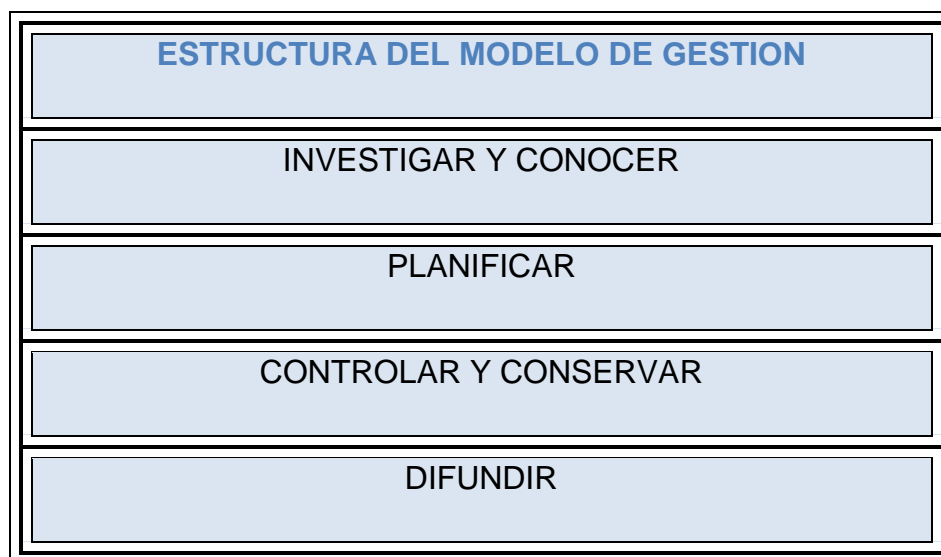 ESTRUCTURA DEL MODELO DE GESTION
INVESTIGAR Y CONOCER
PLANIFICAR
CONTROLAR Y CONSERVAR
DIFUNDIR